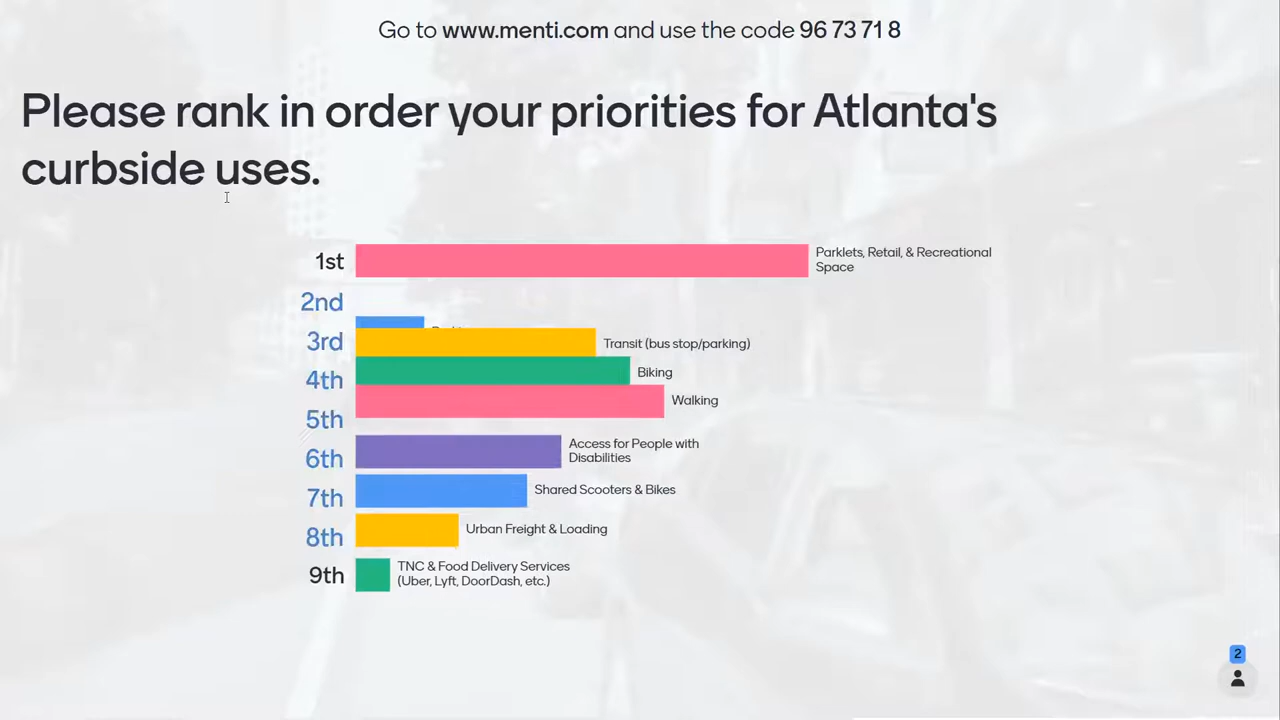 Go to www.menti.com and use the code 96 73 71 8
Please rank in order your priorities for Atlanta's
curbside uses.
1st
Parklets, Retail, & Recreational
Space
2nd
3rd
Transit (bus stop/parking)
4th
Biking
Walking
5th
6th
Access for People with
Disabilities
7th
Shared Scooters & Bikes
8th
Urban Freight & Loading
9th
TNC & Food Delivery Services
(Uber, Lyft, DoorDash, etc.)
2